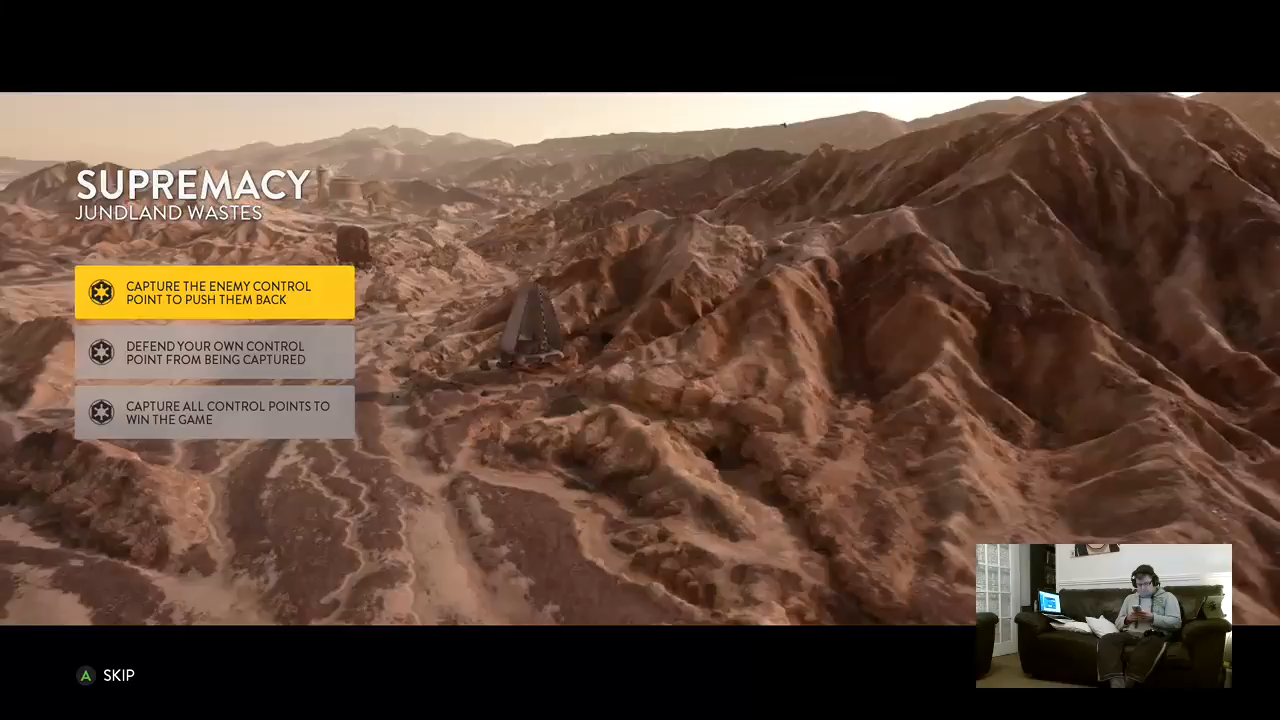 SUPREMACY
JUNDLAND WASTES
CAPTURE THE ENEMY CONTROL
POINT TO PUSH THEM BACK
DEFEND YOUR OWN CONTROL
POINT FROM BEING CAPTURED
CAPTURE ALL CONTROL POINTS TO
WIN THE GAME
A SKIP